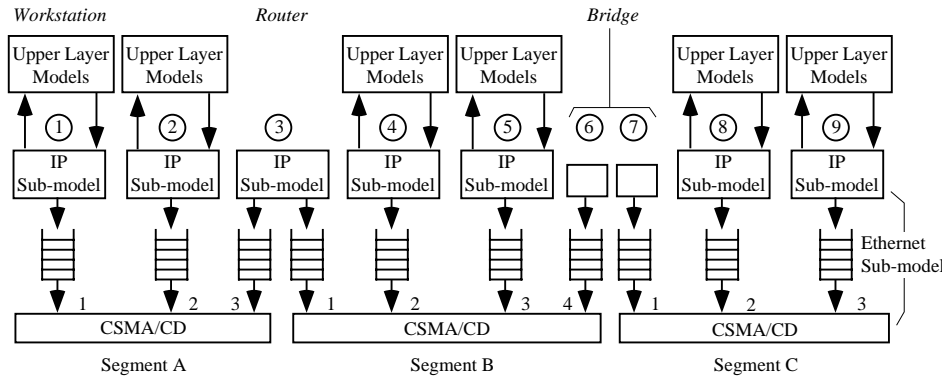 Workstation Router Bridge
Upper Layer Models
Upper Layer Models
Upper Layer Models
Upper Layer Models
Upper Layer Models
Upper Layer Models
1 2 3 4 5 6 7 8 9
IP Sub-model
IP Sub-model
IP Sub-model
IP Sub-model
IP Sub-model
IP Sub-model
IP Sub-model
Ethernet
Sub-model
1 2 3 1 2 3 4 1 2 3
CSMA/CD CSMA/CD CSMA/CD
Segment A Segment B Segment C